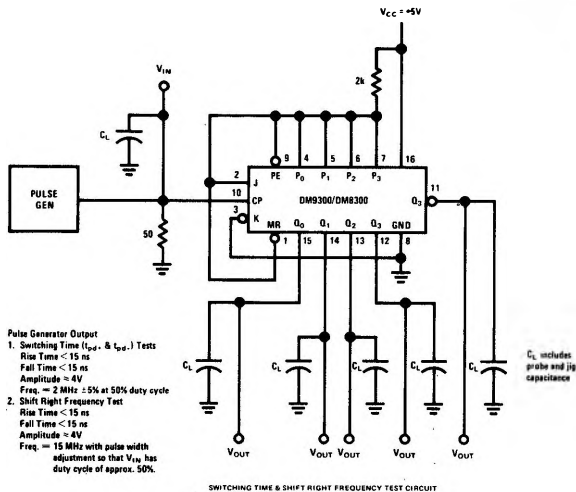 VCC = +5V
VIN
2k
CL
9 4 5 6 7 16
PE P0 P1 P2 P3
PULSE
GEN
2 J
10 CP
3 K
DM9300/DM8300
Q3 11
50
MR Q0 Q1 Q2 Q3 GND
1 15 14 13 12 8
CL CL CL CL CL
VOUT VOUT VOUT VOUT VOUT
CL includes
probe and jig
capacitance
Pulse Generator Output
1. Switching Time (tpd+ & tpd-) Tests
Rise Time < 15 ns
Fall Time < 15 ns
Amplitude ≈ 4V
Freq. = 2 MHz ±5% at 50% duty cycle
2. Shift Right Frequency Test
Rise Time < 15 ns
Fall Time < 15 ns
Amplitude ≈ 4V
Freq. = 15 MHz with pulse width
adjustment so that VIN has
duty cycle of approx. 50%.
SWITCHING TIME & SHIFT RIGHT FREQUENCY TEST CIRCUIT